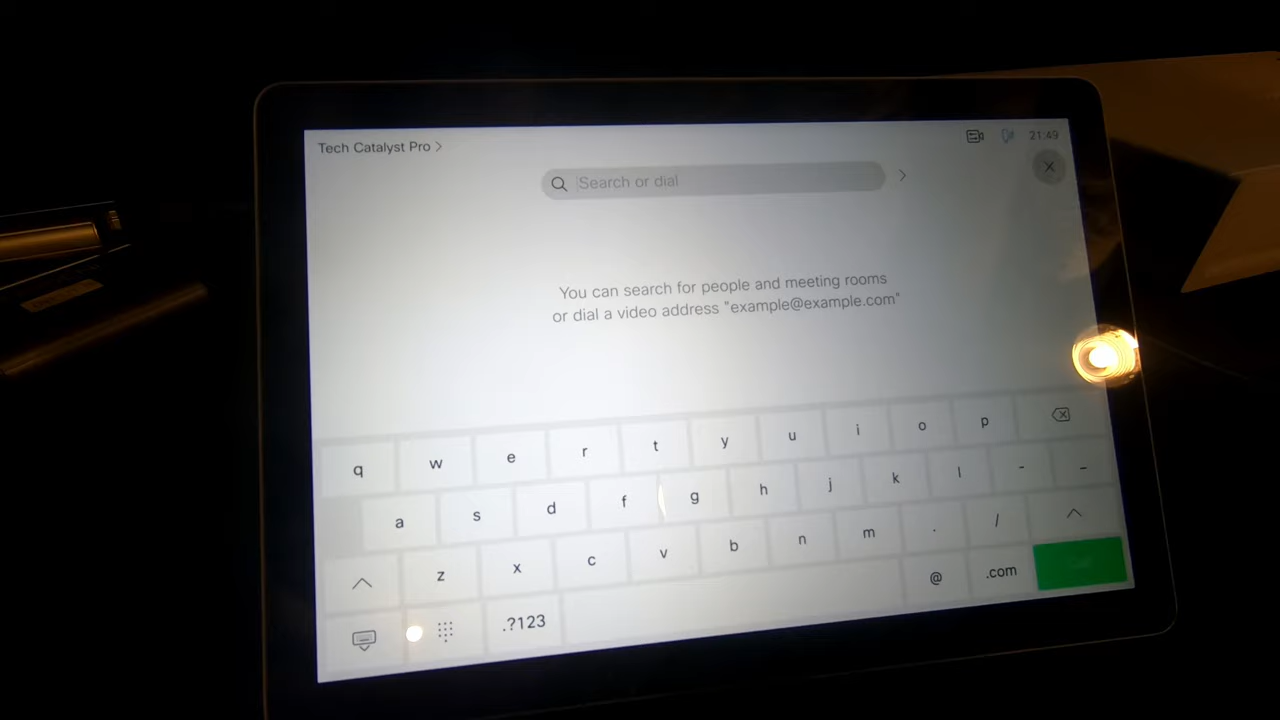 Tech Catalyst Pro >
21:49
Search or dial
You can search for people and meeting rooms
or dial a video address "example@example.com"
q w e r t y u i o p
a s d f g h j k l - _
z x c v b n m . /
.?123 @ .com